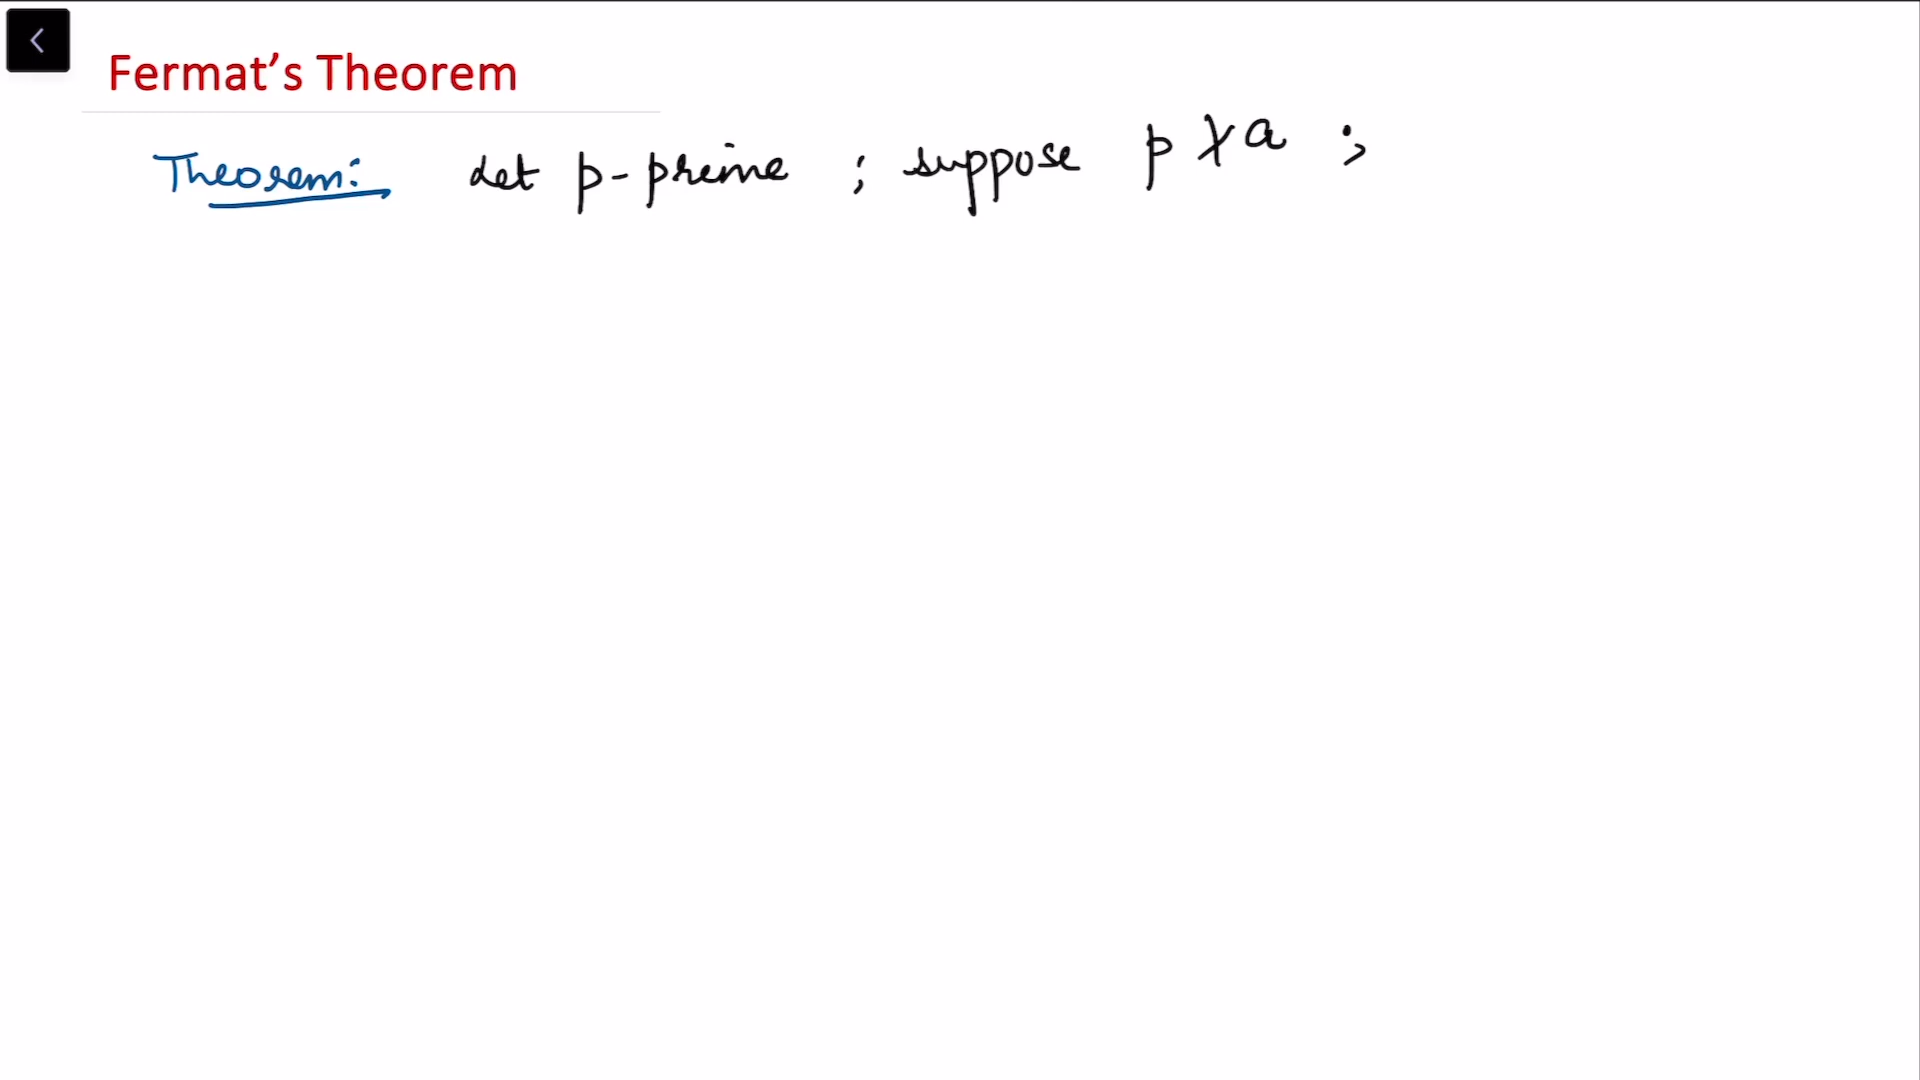 Fermat's Theorem
Theorem: Let p - prime ; suppose p ∤ a ;